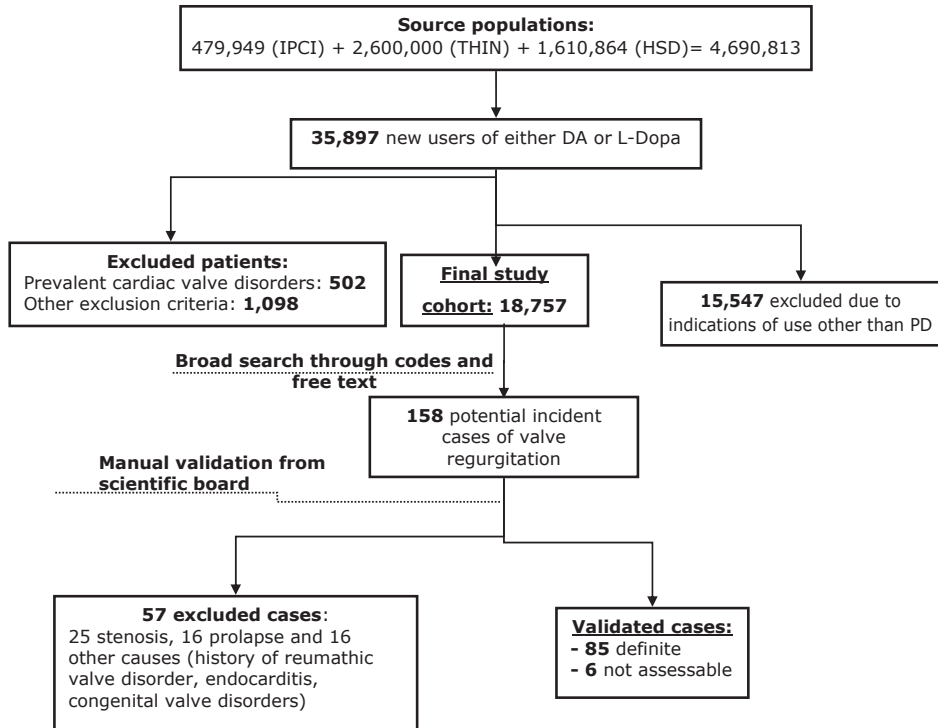 Source populations:
479,949 (IPCI) + 2,600,000 (THIN) + 1,610,864 (HSD)= 4,690,813
35,897 new users of either DA or L-Dopa
Excluded patients:
Prevalent cardiac valve disorders: 502
Other exclusion criteria: 1,098
Final study
cohort: 18,757
15,547 excluded due to
indications of use other than PD
Broad search through codes and
free text
158 potential incident
cases of valve
regurgitation
Manual validation from
scientific board
57 excluded cases:
25 stenosis, 16 prolapse and 16
other causes (history of reumathic
valve disorder, endocarditis,
congenital valve disorders)
Validated cases:
- 85 definite
- 6 not assessable